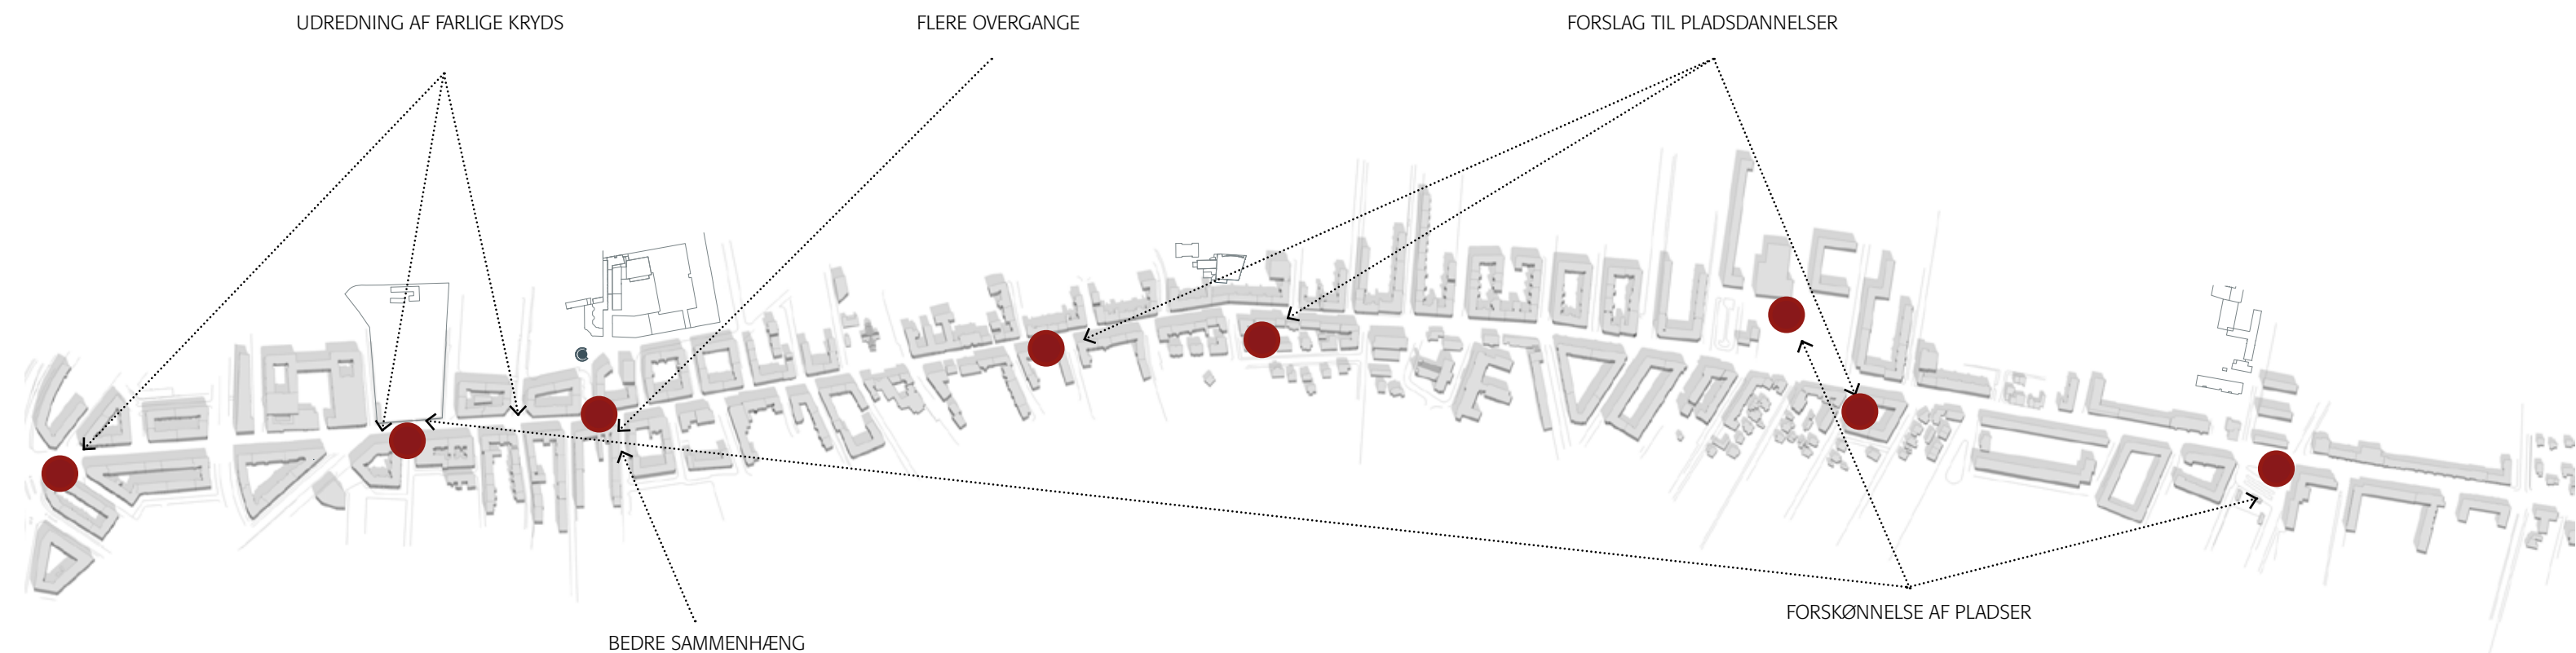 UDREDNING AF FARLIGE KRYDS
FLERE OVERGANGE
FORSLAG TIL PLADSDANNELSER
FORSKØNNELSE AF PLADSER
BEDRE SAMMENHÆNG